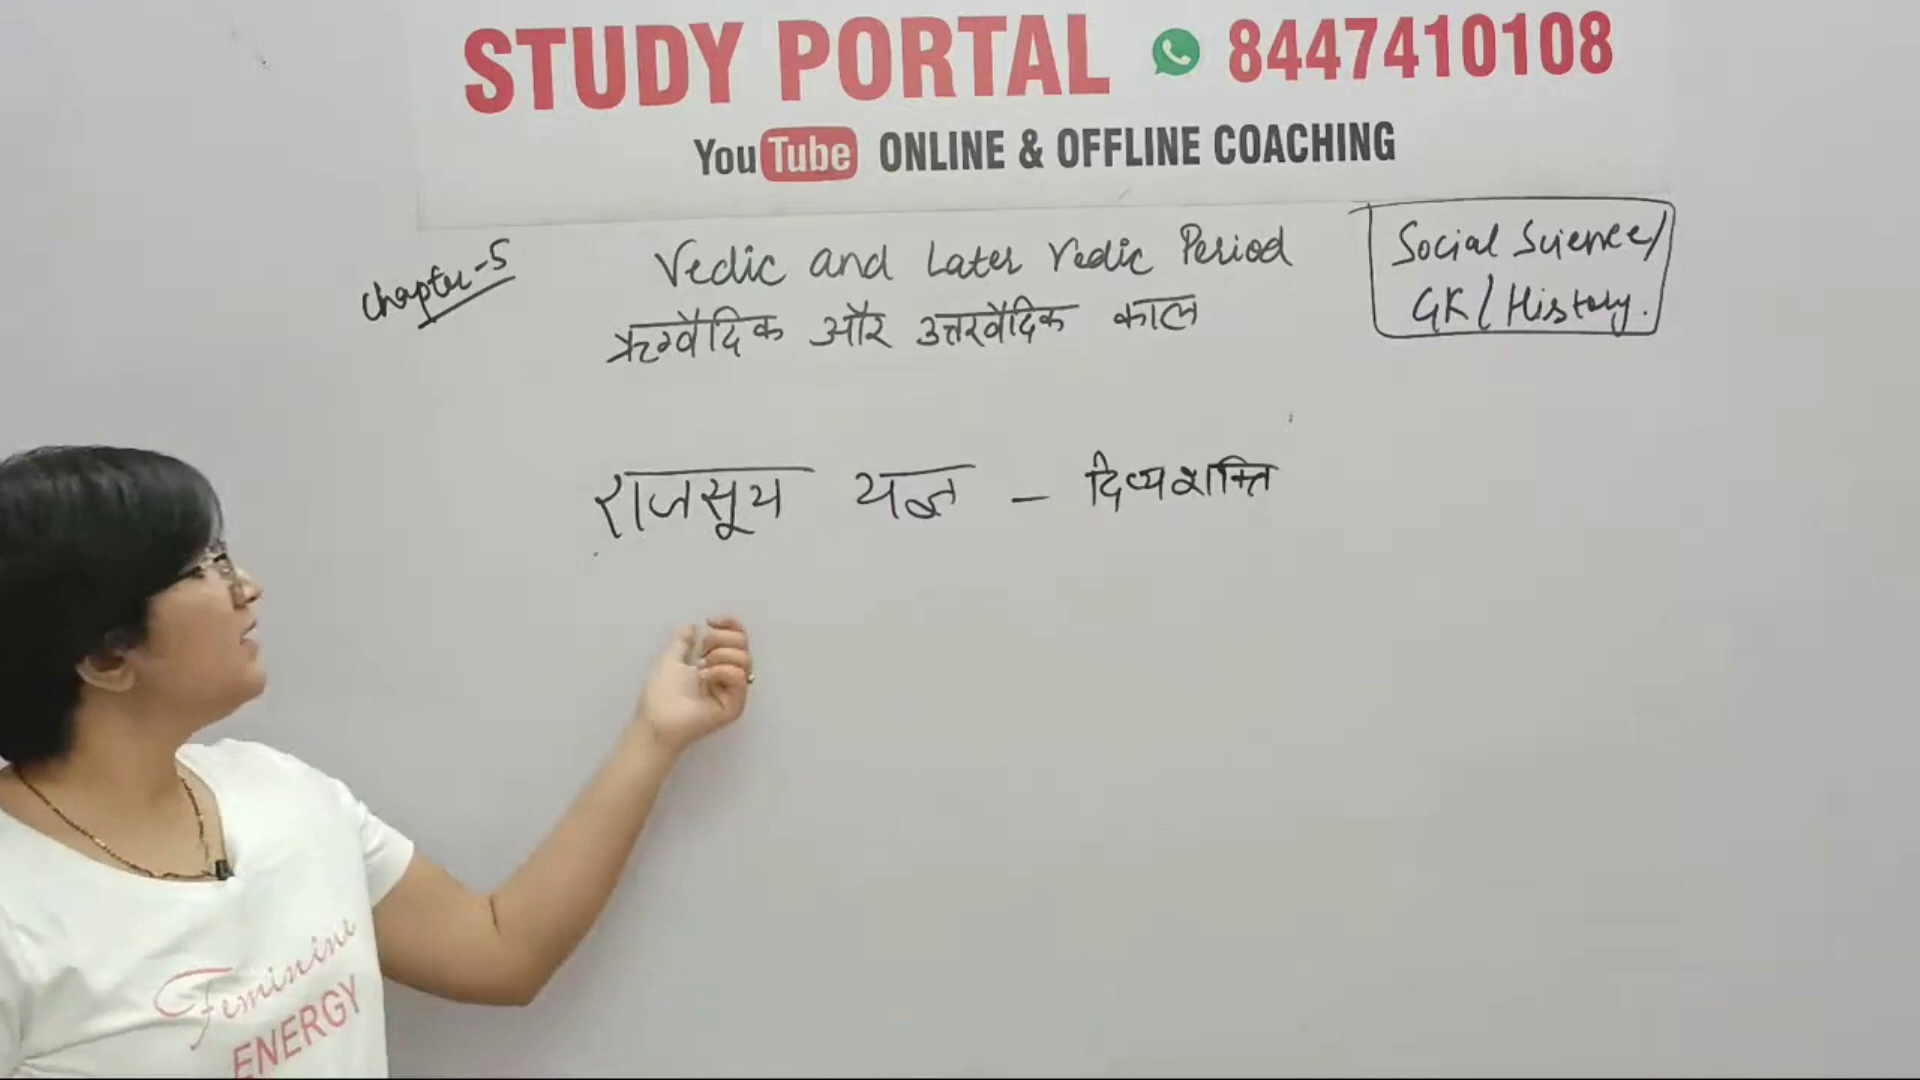 STUDY PORTAL 8447410108
YouTube ONLINE & OFFLINE COACHING
Chapter-5
Vedic and Later Vedic Period
ऋग्वैदिक और उत्तरवैदिक काल
Social Science/
GK/History.
राजसूय यज्ञ - दिव्यशक्ति
Feminine
ENERGY